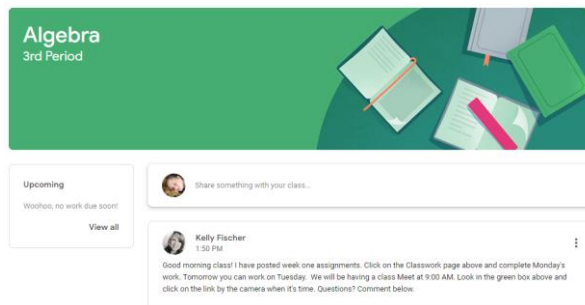 Algebra
3rd Period
Upcoming
Woohoo, no work due soon!
View all
Share something with your class...
Kelly Fischer
1:50 PM
Good morning class! I have posted week one assignments. Click on the Classwork page above and complete Monday's
work. Tomorrow you can work on Tuesday. We will be having a class Meet at 9:00 AM. Look in the green box above and
click on the link by the camera when it's time. Questions? Comment below.